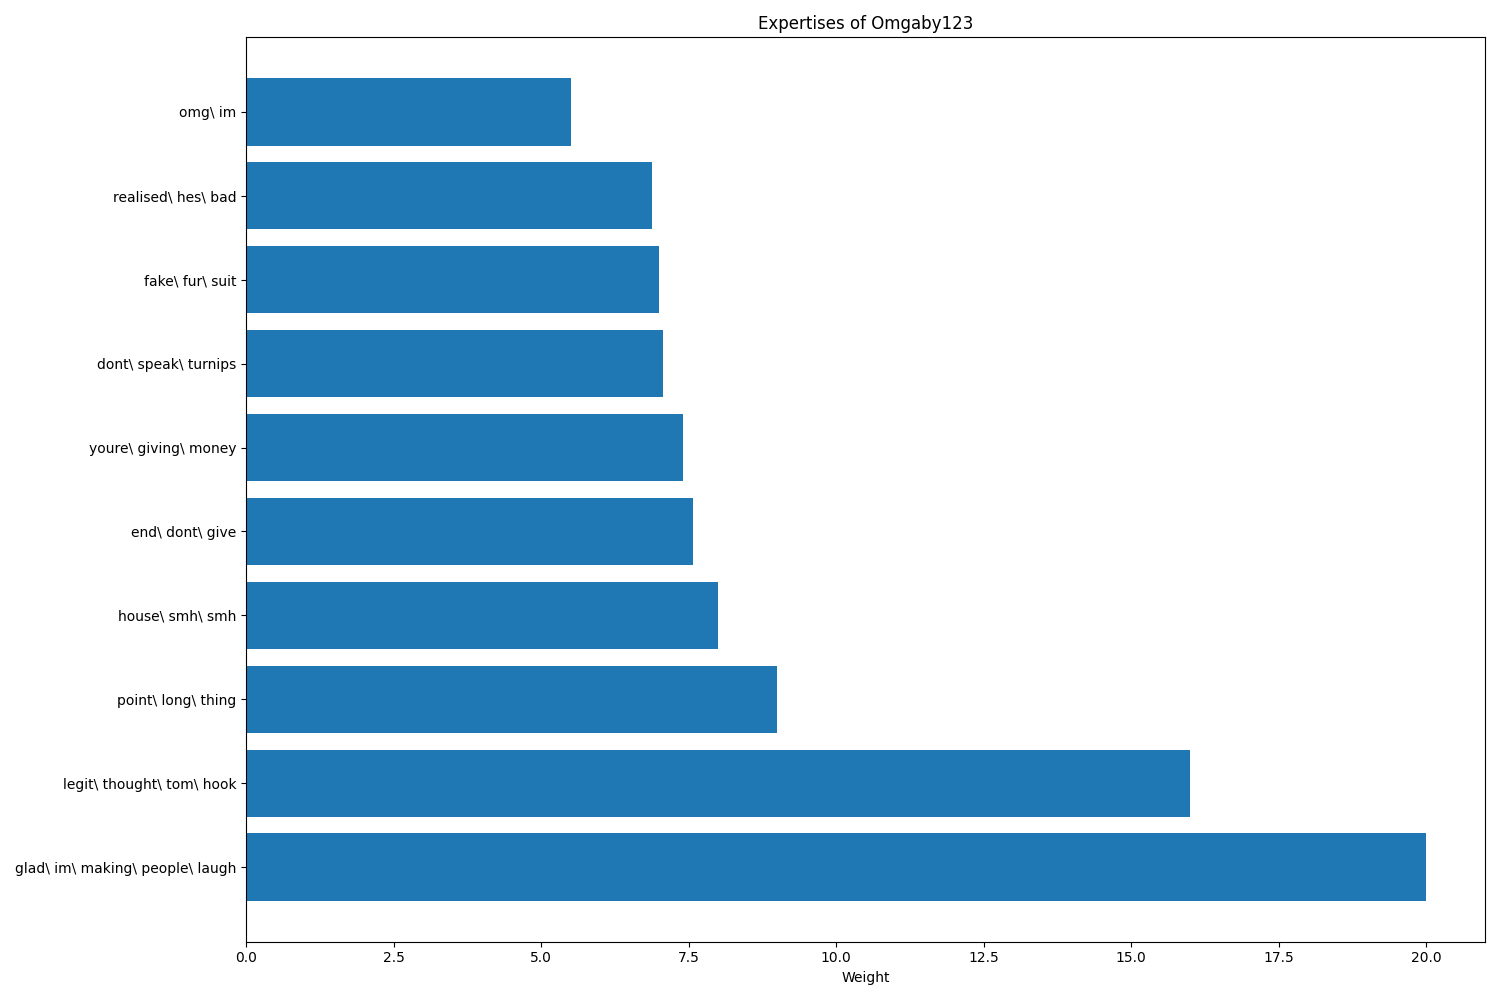 Expertises of Omgaby123
omg\ im
realised\ hes\ bad
fake\ fur\ suit
dont\ speak\ turnips
youre\ giving\ money
end\ dont\ give
house\ smh\ smh
point\ long\ thing
legit\ thought\ tom\ hook
glad\ im\ making\ people\ laugh
0.0 2.5 5.0 7.5 10.0 12.5 15.0 17.5 20.0
Weight